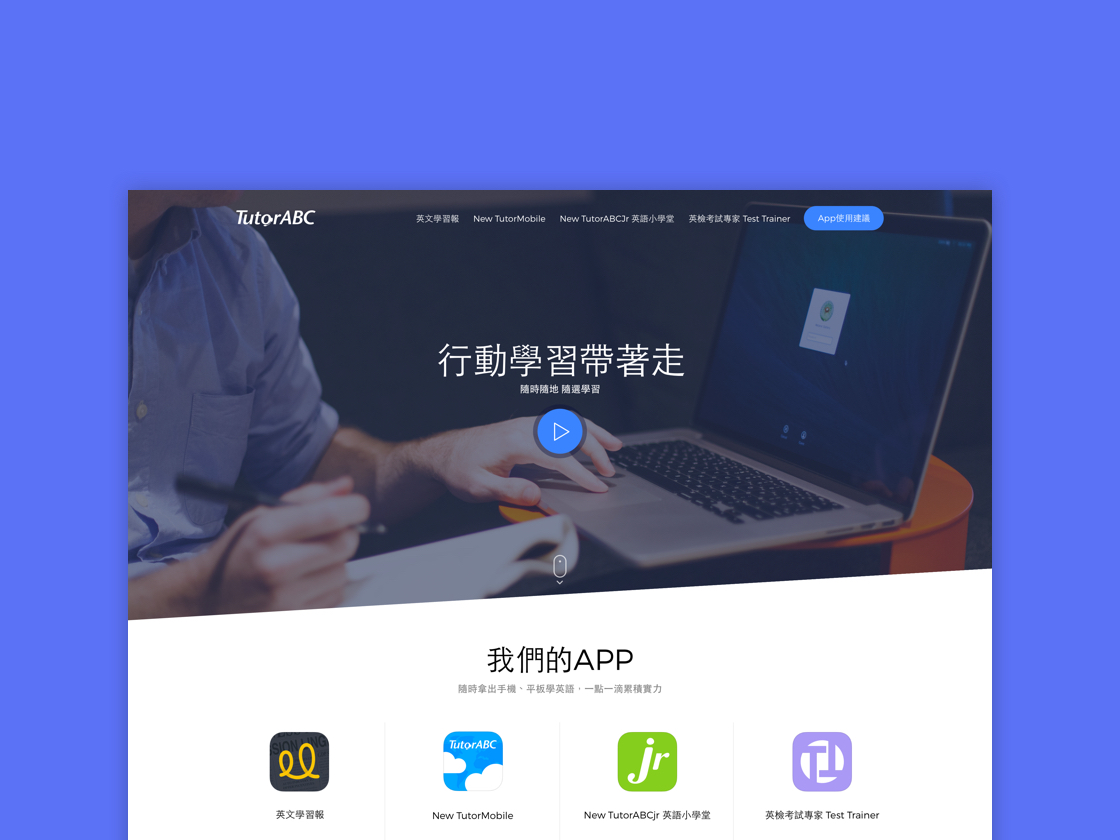 TutorABC
英文學習報
New TutorMobile
New TutorABCJr 英語小學堂
英檢考試專家 Test Trainer
App使用建議
行動學習帶著走
隨時隨地 隨選學習
我們的APP
隨時拿出手機、平板學英語，一點一滴累積實力
TutorABC
jr
英文學習報
New TutorMobile
New TutorABCjr 英語小學堂
英檢考試專家 Test Trainer